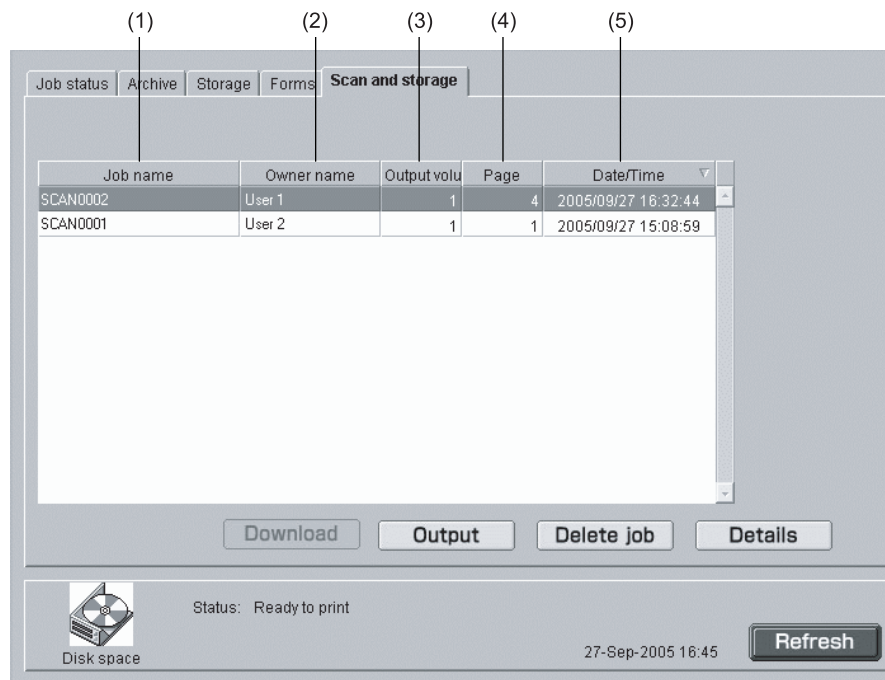 (1) (2) (3) (4) (5)
Job status Archive Storage Forms Scan and storage
Job name Owner name Output volu Page Date/Time
SCAN0002 User 1 1 4 2005/09/27 16:32:44
SCAN0001 User 2 1 1 2005/09/27 15:08:59
Download Output Delete job Details
Status: Ready to print
Disk space 27-Sep-2005 16:45 Refresh